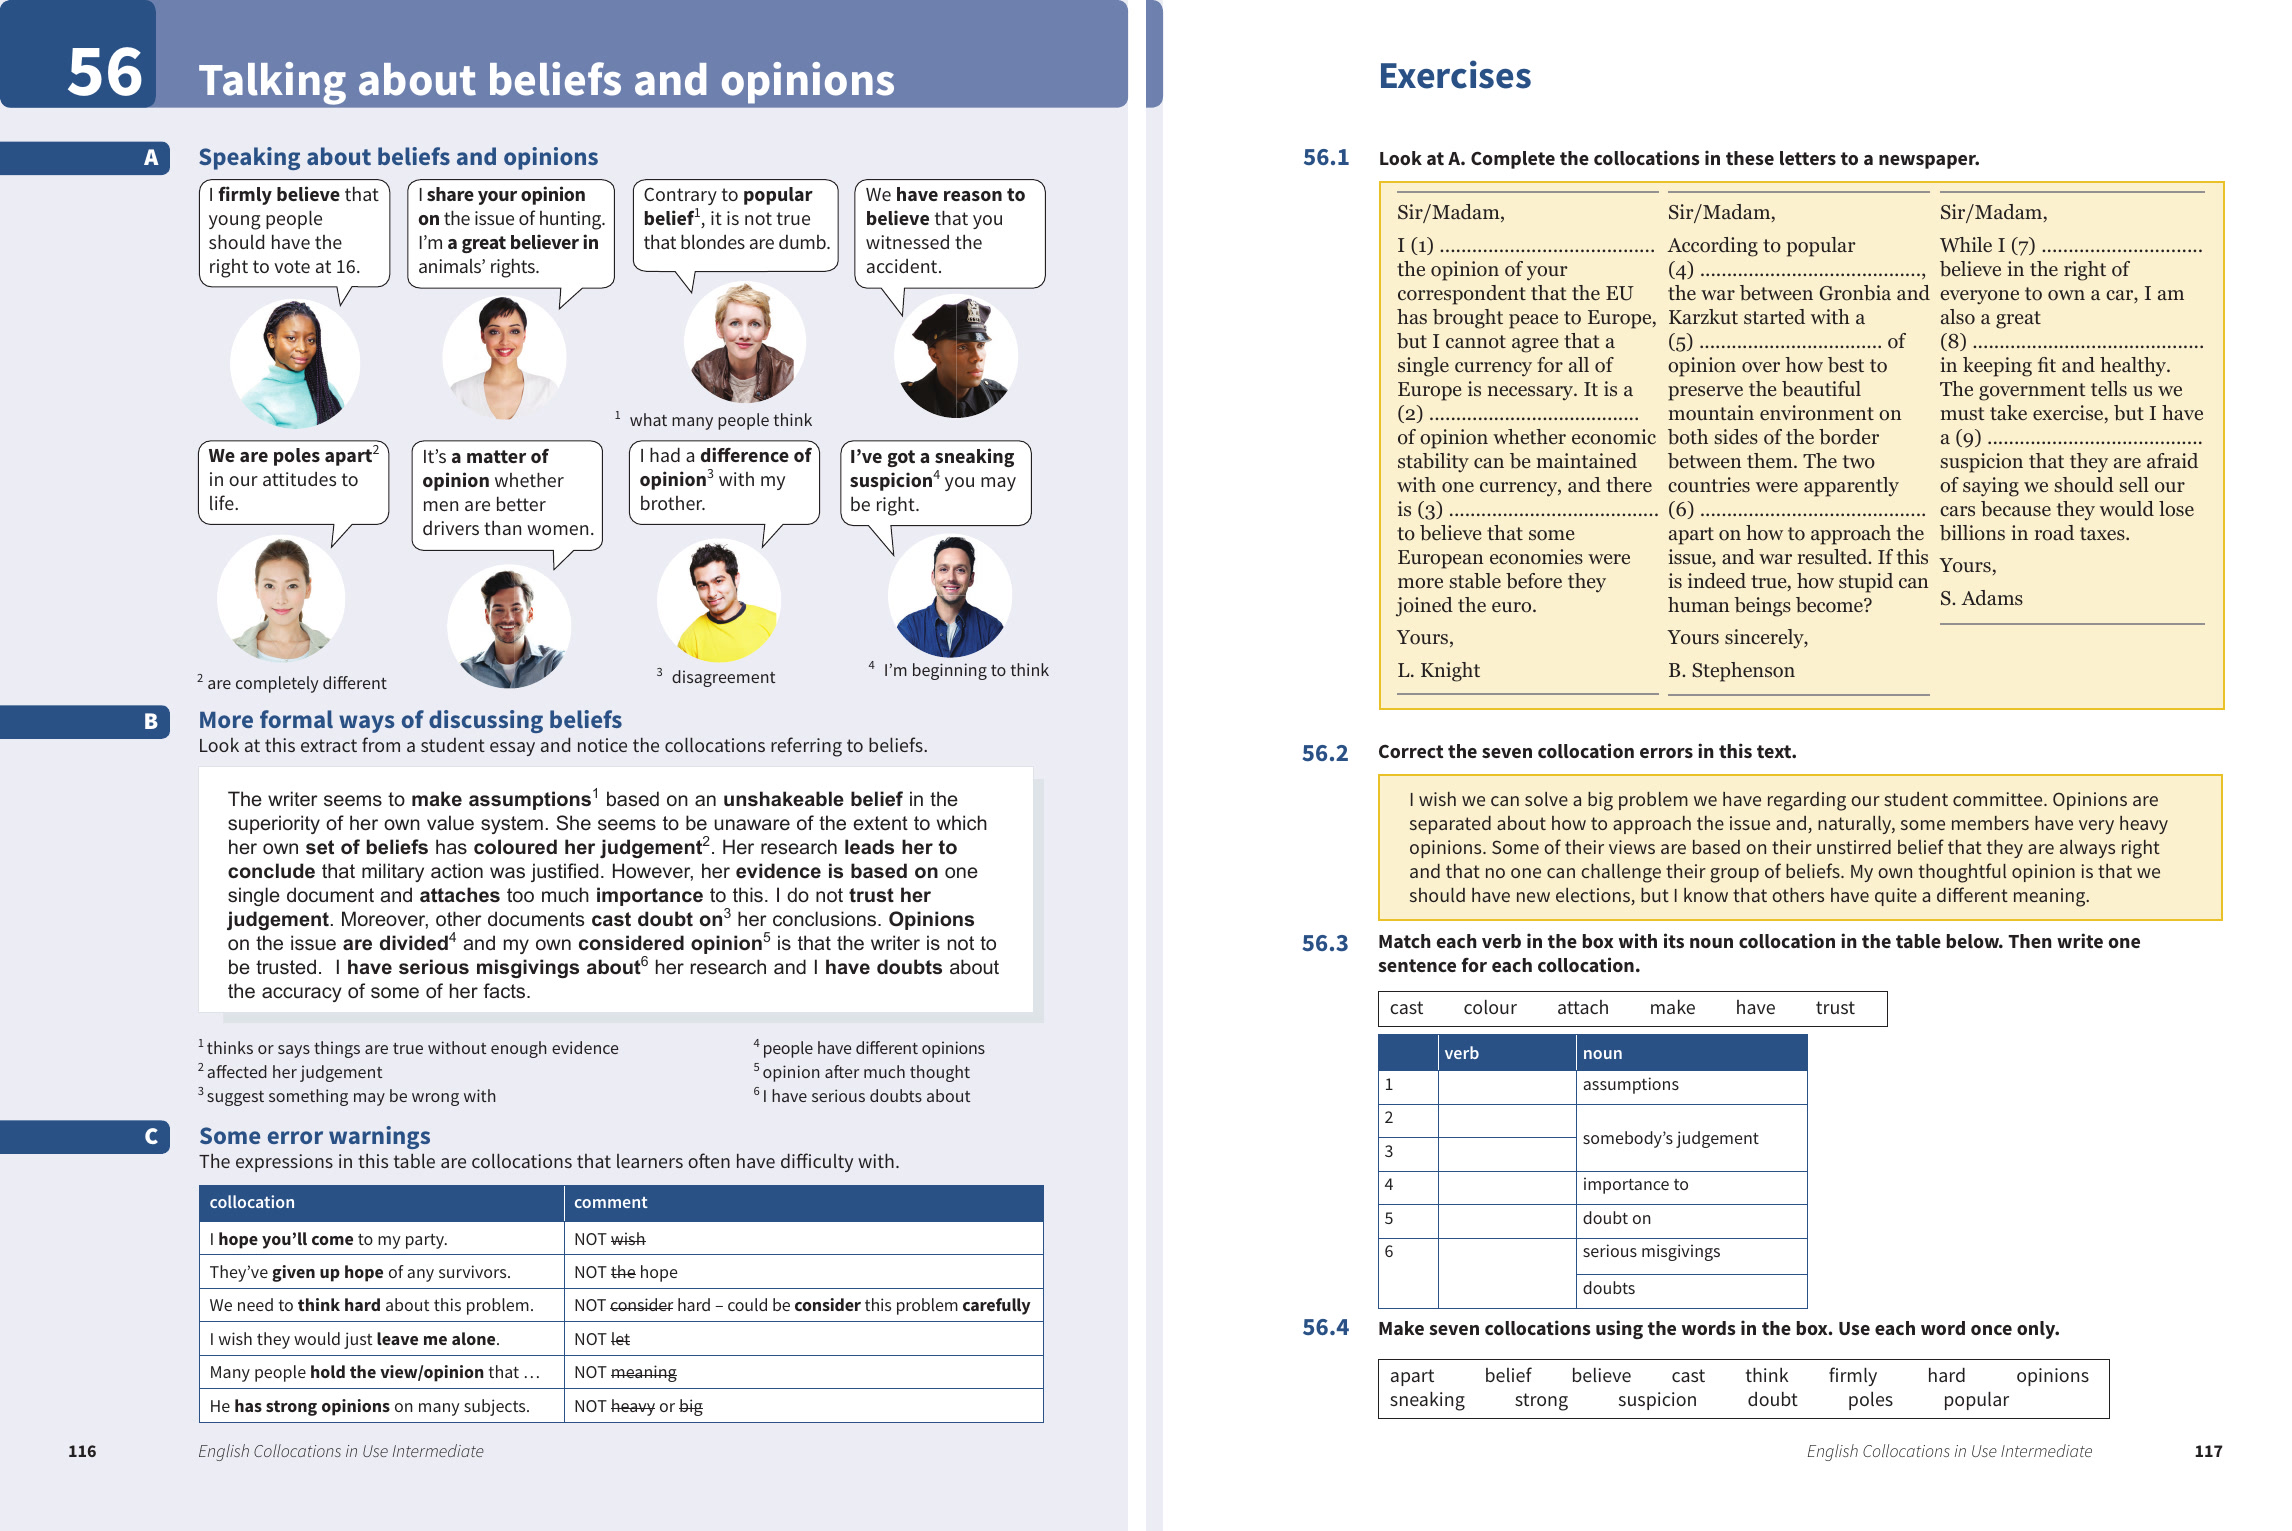 56
Talking about beliefs and opinions
A
Speaking about beliefs and opinions
I firmly believe that
young people
should have the
right to vote at 16.
I share your opinion
on the issue of hunting.
I'm a great believer in
animals' rights.
Contrary to popular
belief1, it is not true
that blondes are dumb.
We have reason to
believe that you
witnessed the
accident.
1 what many people think
We are poles apart2
in our attitudes to
life.
It's a matter of
opinion whether
men are better
drivers than women.
I had a difference of
opinion3 with my
brother.
I've got a sneaking
suspicion4 you may
be right.
2 are completely different
3 disagreement
4 I'm beginning to think
B
More formal ways of discussing beliefs
Look at this extract from a student essay and notice the collocations referring to beliefs.
The writer seems to make assumptions1 based on an unshakeable belief in the
superiority of her own value system. She seems to be unaware of the extent to which
her own set of beliefs has coloured her judgement2. Her research leads her to
conclude that military action was justified. However, her evidence is based on one
single document and attaches too much importance to this. I do not trust her
judgement. Moreover, other documents cast doubt on3 her conclusions. Opinions
on the issue are divided4 and my own considered opinion5 is that the writer is not to
be trusted. I have serious misgivings about6 her research and I have doubts about
the accuracy of some of her facts.
1 thinks or says things are true without enough evidence
2 affected her judgement
3 suggest something may be wrong with
4 people have different opinions
5 opinion after much thought
6 I have serious doubts about
C
Some error warnings
The expressions in this table are collocations that learners often have difficulty with.
collocation comment
I hope you'll come to my party. NOT wish
They've given up hope of any survivors. NOT the hope
We need to think hard about this problem. NOT consider hard – could be consider this problem carefully
I wish they would just leave me alone. NOT let
Many people hold the view/opinion that … NOT meaning
He has strong opinions on many subjects. NOT heavy or big
116 English Collocations in Use Intermediate
Exercises
56.1 Look at A. Complete the collocations in these letters to a newspaper.
Sir/Madam,
I (1) ........................................
the opinion of your
correspondent that the EU
has brought peace to Europe,
but I cannot agree that a
single currency for all of
Europe is necessary. It is a
(2) .......................................
of opinion whether economic
stability can be maintained
with one currency, and there
is (3) .......................................
to believe that some
European economies were
more stable before they
joined the euro.
Yours,
L. Knight
Sir/Madam,
According to popular
(4) .........................................,
the war between Gronbia and
Karzkut started with a
(5) .................................. of
opinion over how best to
preserve the beautiful
mountain environment on
both sides of the border
between them. The two
countries were apparently
(6) ..........................................
apart on how to approach the
issue, and war resulted. If this
is indeed true, how stupid can
human beings become?
Yours sincerely,
B. Stephenson
Sir/Madam,
While I (7) ..............................
believe in the right of
everyone to own a car, I am
also a great
(8) ...........................................
in keeping fit and healthy.
The government tells us we
must take exercise, but I have
a (9) ........................................
suspicion that they are afraid
of saying we should sell our
cars because they would lose
billions in road taxes.
Yours,
S. Adams
56.2 Correct the seven collocation errors in this text.
I wish we can solve a big problem we have regarding our student committee. Opinions are
separated about how to approach the issue and, naturally, some members have very heavy
opinions. Some of their views are based on their unstirred belief that they are always right
and that no one can challenge their group of beliefs. My own thoughtful opinion is that we
should have new elections, but I know that others have quite a different meaning.
56.3 Match each verb in the box with its noun collocation in the table below. Then write one
sentence for each collocation.
cast colour attach make have trust
verb noun
1 assumptions
2
somebody's judgement
3
4 importance to
5 doubt on
6 serious misgivings
doubts
56.4 Make seven collocations using the words in the box. Use each word once only.
apart belief believe cast think firmly hard opinions
sneaking strong suspicion doubt poles popular
English Collocations in Use Intermediate 117